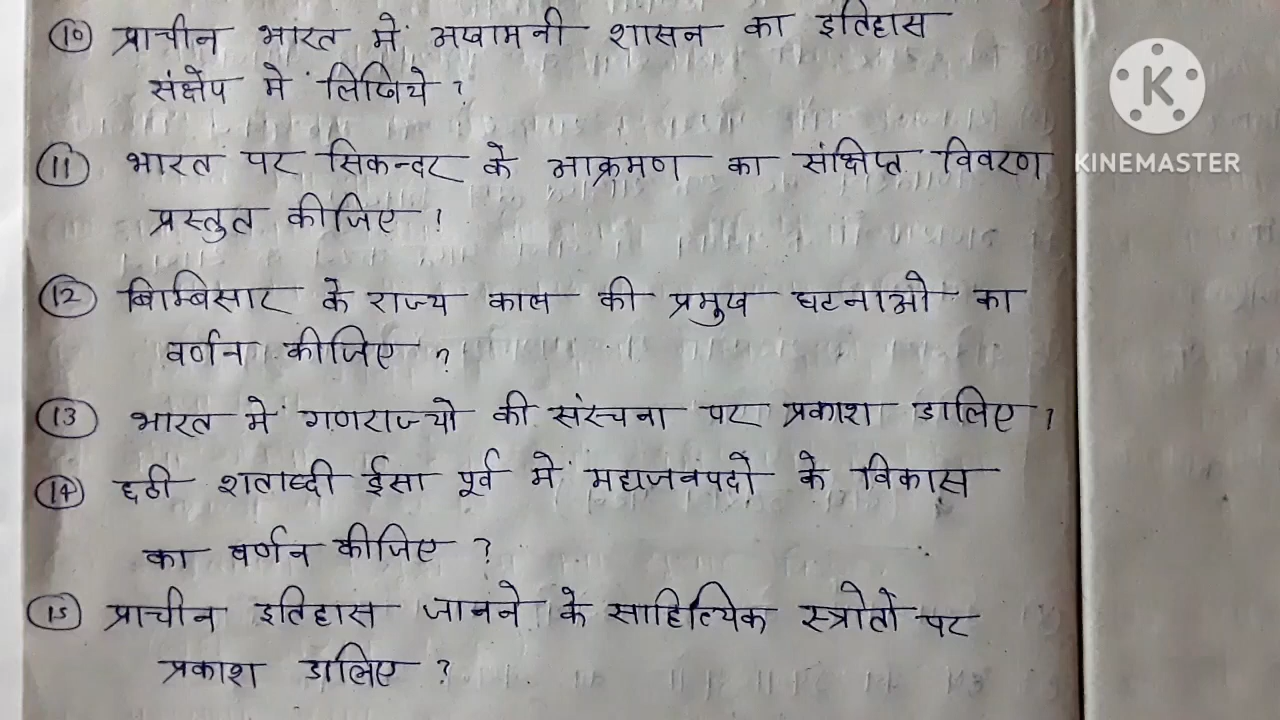 ⑩ प्राचीन भारत में अखामनी शासन का इतिहास
संक्षेप में लिखिये ?
⑪ भारत पर सिकन्दर के आक्रमण का संक्षिप्त विवरण
प्रस्तुत कीजिए ?
⑫ बिम्बिसार के राज्य काल की प्रमुख घटनाओ का
वर्णन कीजिए ?
⑬ भारत में गणराज्यो की संरचना पर प्रकाश डालिए ?
⑭ छठी शताब्दी ईसा पूर्व में महाजनपदों के विकास
का वर्णन कीजिए ?
⑮ प्राचीन इतिहास जानने के साहित्यिक स्त्रोतों पर
प्रकाश डालिए ?
K
KINEMASTER